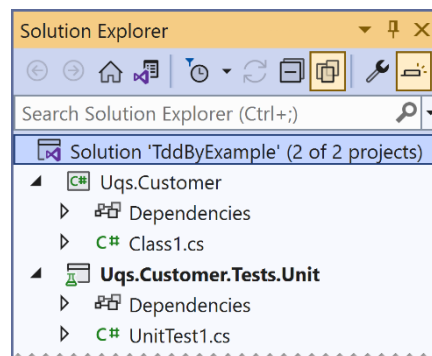 Solution Explorer
Search Solution Explorer (Ctrl+;)
Solution 'TddByExample' (2 of 2 projects)
C# Uqs.Customer
Dependencies
C# Class1.cs
Uqs.Customer.Tests.Unit
Dependencies
C# UnitTest1.cs